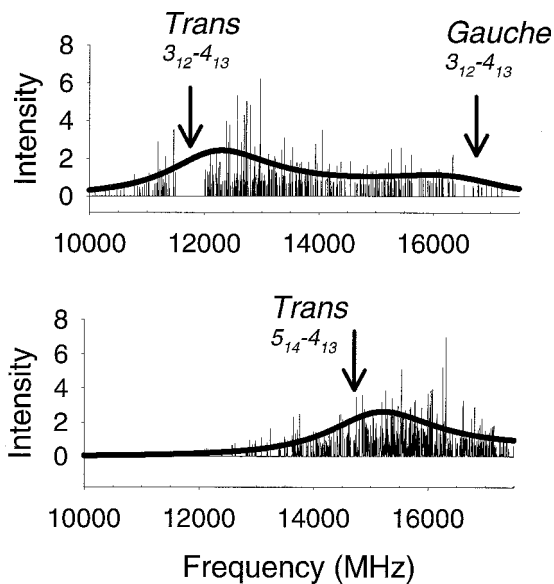 Trans
3₁₂-4₁₃
Gauche
3₁₂-4₁₃
Intensity
8
6
4
2
0
10000 12000 14000 16000
Trans
5₁₄-4₁₃
Intensity
8
6
4
2
0
10000 12000 14000 16000
Frequency (MHz)